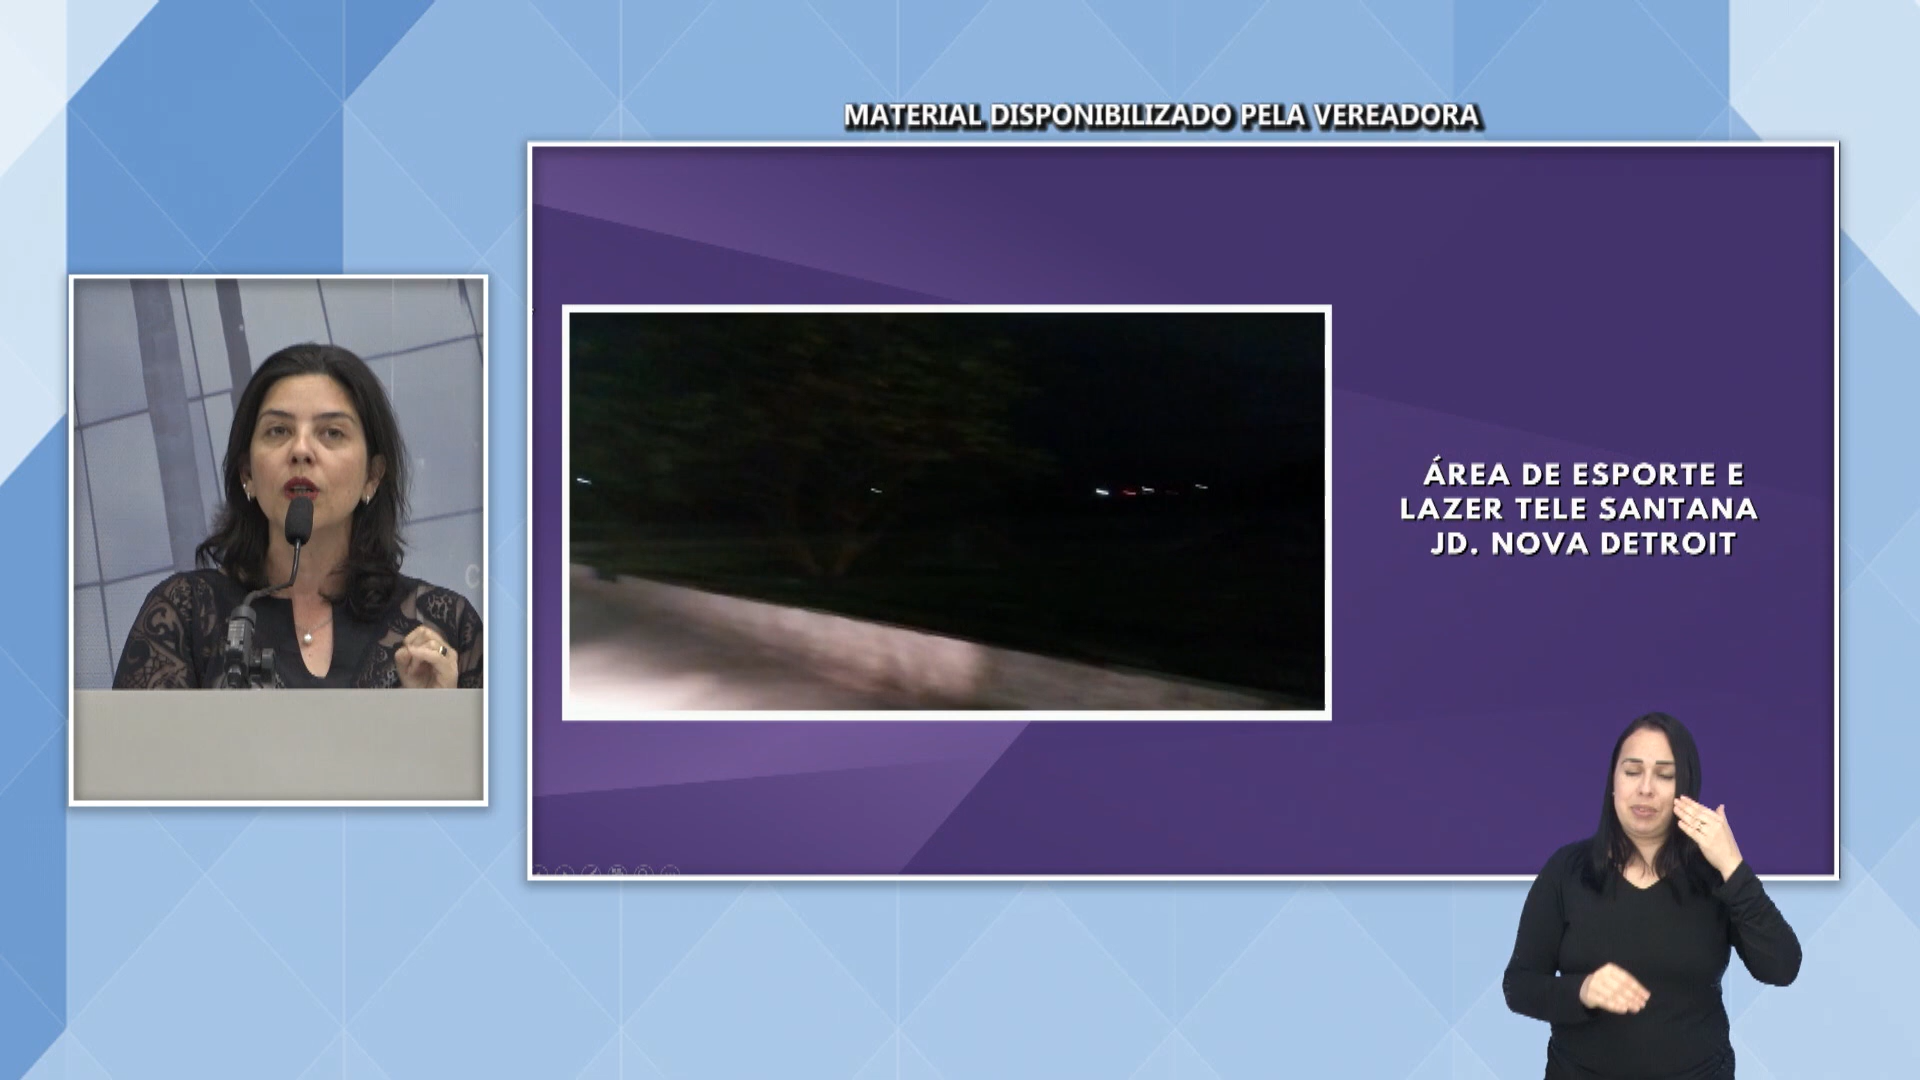 MATERIAL DISPONIBILIZADO PELA VEREADORA
ÁREA DE ESPORTE E
LAZER TELE SANTANA
JD. NOVA DETROIT
C